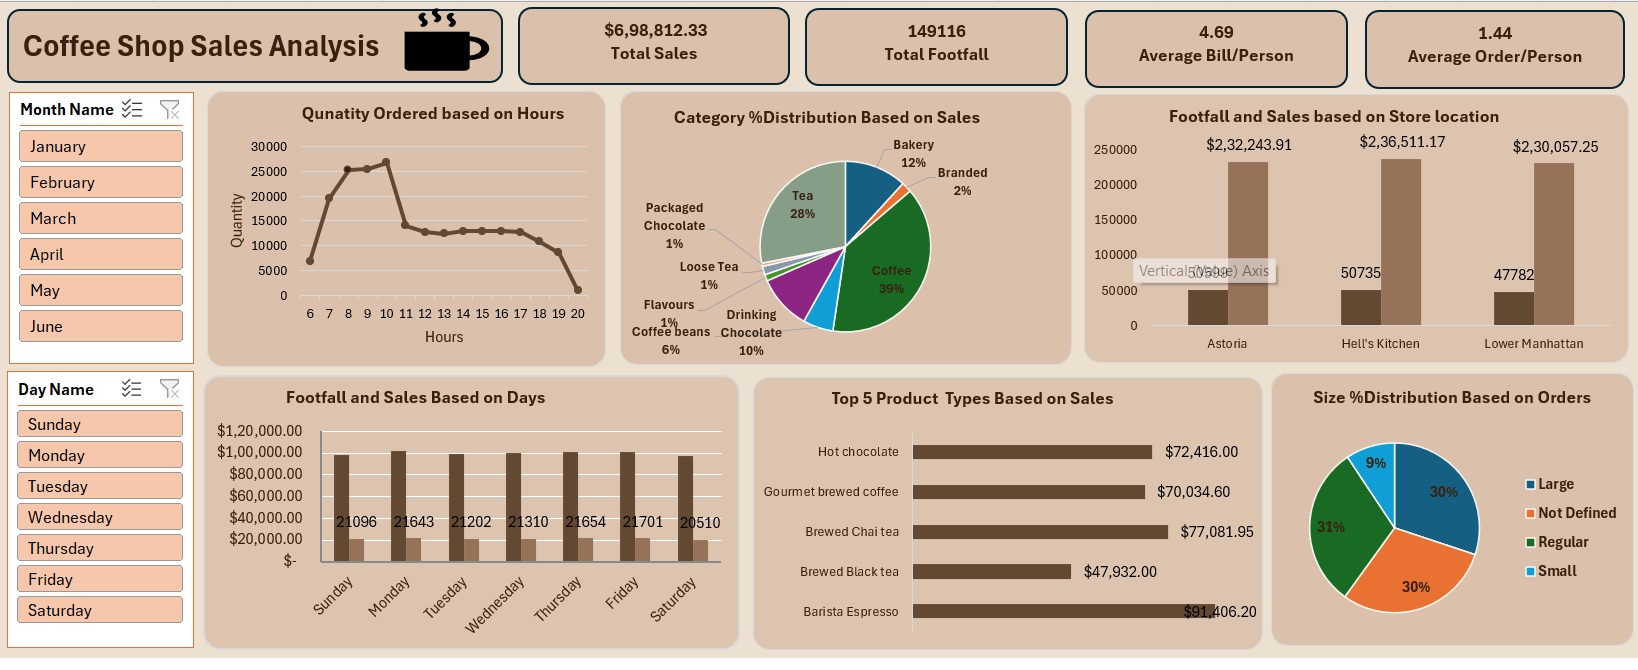 Coffee Shop Sales Analysis
$6,98,812.33
Total Sales
149116
Total Footfall
4.69
Average Bill/Person
1.44
Average Order/Person
Month Name
January
February
March
April
May
June
Qunatity Ordered based on Hours
30000
25000
20000
15000
10000
5000
0
Quantity
6 7 8 9 10 11 12 13 14 15 16 17 18 19 20
Hours
Category %Distribution Based on Sales
Bakery
12%
Branded
2%
Tea
28%
Packaged
Chocolate
1%
Loose Tea
1%
Coffee
39%
Flavours
1%
Coffee beans
6%
Drinking
Chocolate
10%
Footfall and Sales based on Store location
250000
200000
150000
100000
50000
0
$2,32,243.91
$2,36,511.17
$2,30,057.25
Vertical (Value) Axis
50735
47782
Astoria
Hell's Kitchen
Lower Manhattan
Day Name
Sunday
Monday
Tuesday
Wednesday
Thursday
Friday
Saturday
Footfall and Sales Based on Days
$1,20,000.00
$1,00,000.00
$80,000.00
$60,000.00
$40,000.00
$20,000.00
$-
21096 21643 21202 21310 21654 21701 20510
Sunday
Monday
Tuesday
Wednesday
Thursday
Friday
Saturday
Top 5 Product  Types Based on Sales
Hot chocolate $72,416.00
Gourmet brewed coffee $70,034.60
Brewed Chai tea $77,081.95
Brewed Black tea $47,932.00
Barista Espresso $91,406.20
Size %Distribution Based on Orders
9%
30%
31%
30%
Large
Not Defined
Regular
Small